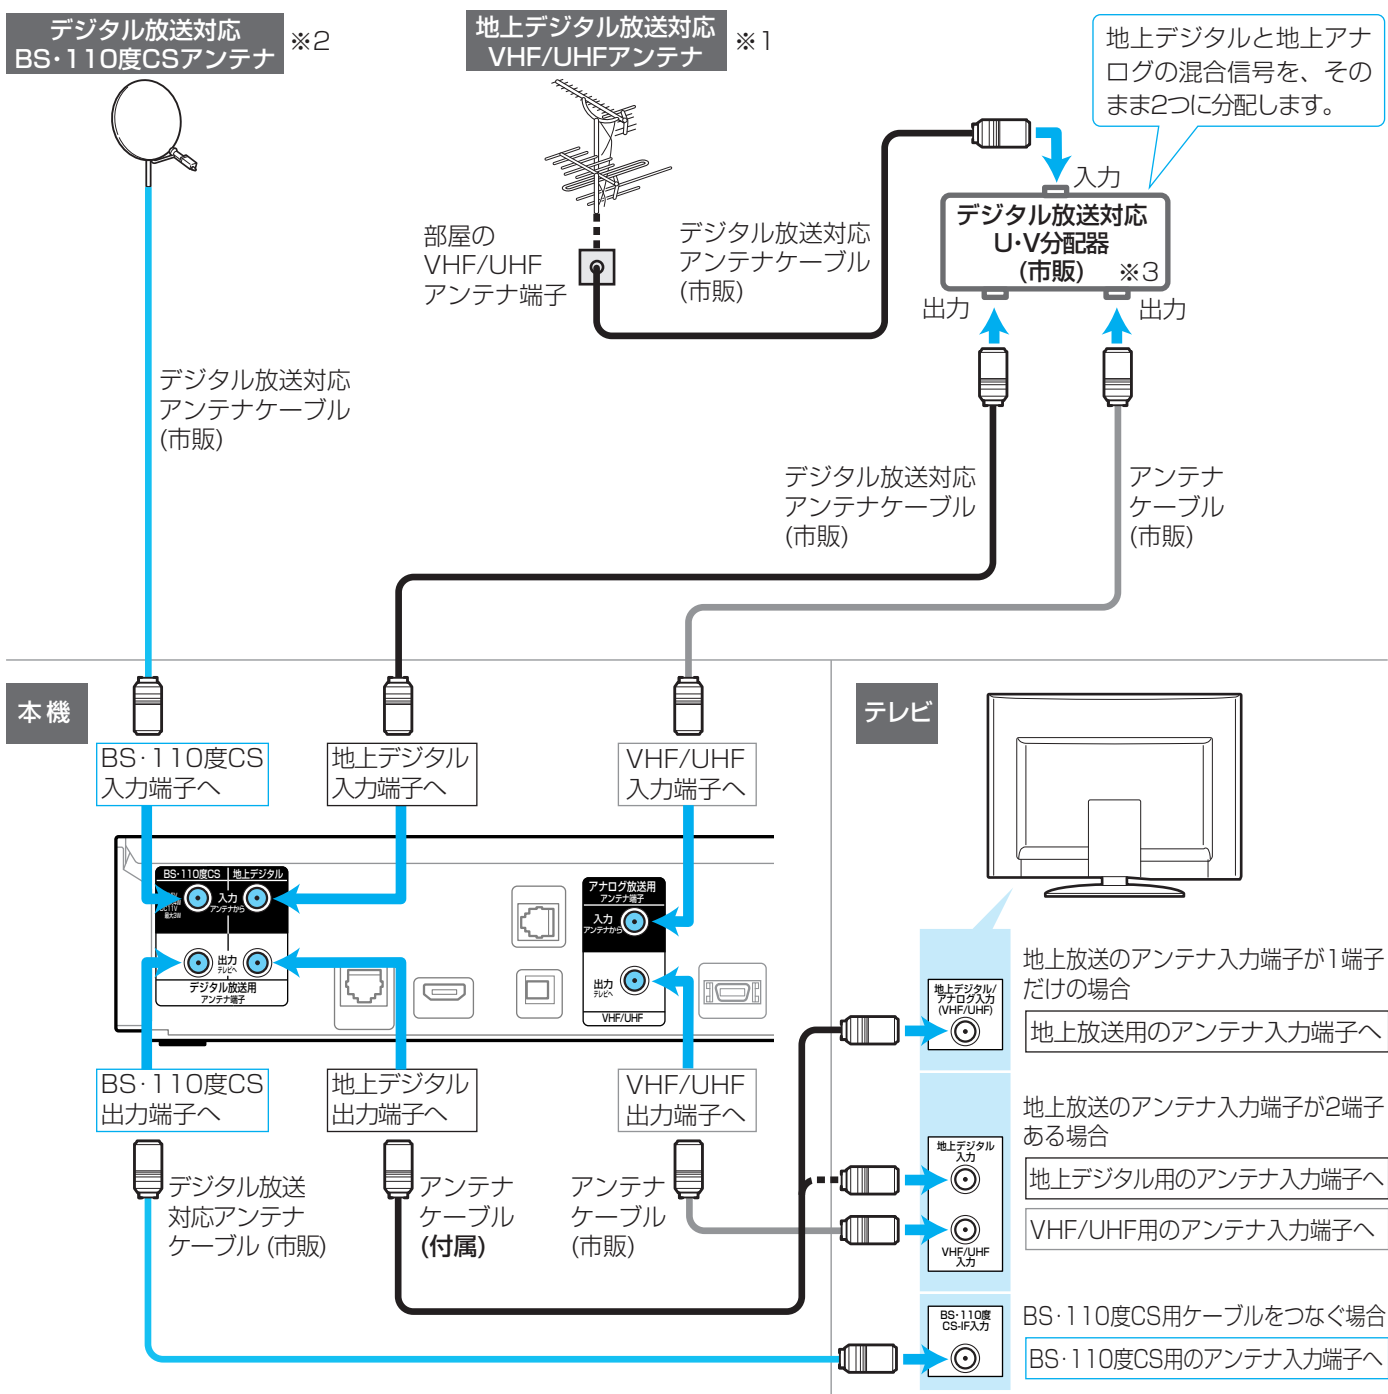 デジタル放送対応
BS・110度CSアンテナ
※2
地上デジタル放送対応
VHF/UHFアンテナ
※1
地上デジタルと地上アナ
ログの混合信号を、その
まま2つに分配します。
入力
デジタル放送対応
U・V分配器
(市販)
※3
出力
出力
部屋の
VHF/UHF
アンテナ端子
デジタル放送対応
アンテナケーブル
(市販)
デジタル放送対応
アンテナケーブル
(市販)
デジタル放送対応
アンテナケーブル
(市販)
アンテナ
ケーブル
(市販)
本機
テレビ
BS・110度CS
入力端子へ
地上デジタル
入力端子へ
VHF/UHF
入力端子へ
BS・110度CS
地上デジタル
入力
アンテナから
最大3W
出力
テレビへ
デジタル放送用
アンテナ端子
アナログ放送用
アンテナ端子
入力
アンテナから
出力
テレビへ
VHF/UHF
BS・110度CS
出力端子へ
地上デジタル
出力端子へ
VHF/UHF
出力端子へ
デジタル放送
対応アンテナ
ケーブル (市販)
アンテナ
ケーブル
(付属)
アンテナ
ケーブル
(市販)
地上デジタル/
アナログ入力
(VHF/UHF)
地上放送のアンテナ入力端子が1端子
だけの場合
地上放送用のアンテナ入力端子へ
地上放送のアンテナ入力端子が2端子
ある場合
地上デジタル
入力
地上デジタル用のアンテナ入力端子へ
VHF/UHF用のアンテナ入力端子へ
VHF/UHF
入力
BS・110度
CS-IF入力
BS・110度CS用ケーブルをつなぐ場合
BS・110度CS用のアンテナ入力端子へ